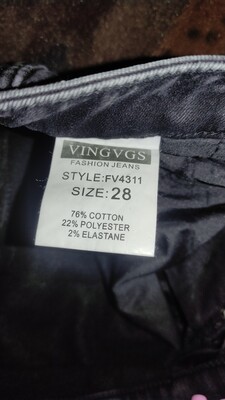 VINGVGS
FASHION JEANS
STYLE:FV4311
SIZE:28
76% COTTON
22% POLYESTER
2% ELASTANE